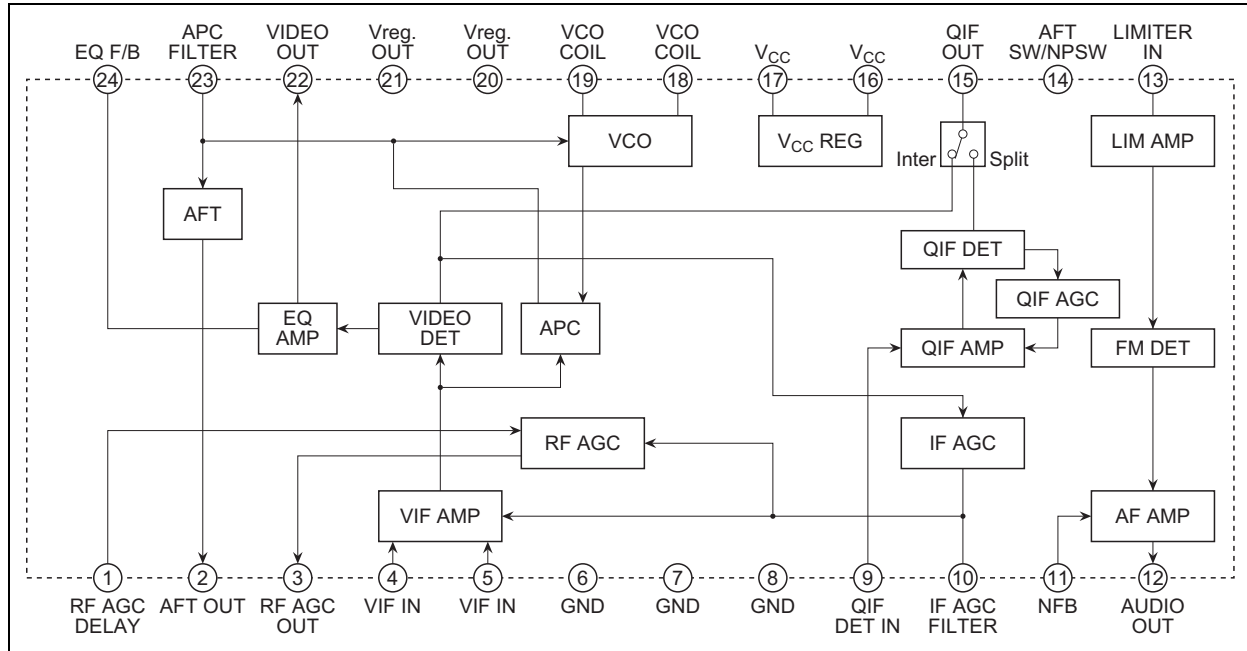 EQ F/B
APC
FILTER
VIDEO
OUT
Vreg.
OUT
Vreg.
OUT
VCO
COIL
VCO
COIL
VCC
VCC
QIF
OUT
AFT
SW/NPSW
LIMITER
IN
24
23
22
21
20
19
18
17
16
15
14
13
VCO
VCC REG
Inter
Split
LIM AMP
AFT
QIF DET
QIF AGC
EQ
AMP
VIDEO
DET
APC
QIF AMP
FM DET
RF AGC
IF AGC
VIF AMP
AF AMP
1
2
3
4
5
6
7
8
9
10
11
12
RF AGC
DELAY
AFT OUT
RF AGC
OUT
VIF IN
VIF IN
GND
GND
GND
QIF
DET IN
IF AGC
FILTER
NFB
AUDIO
OUT